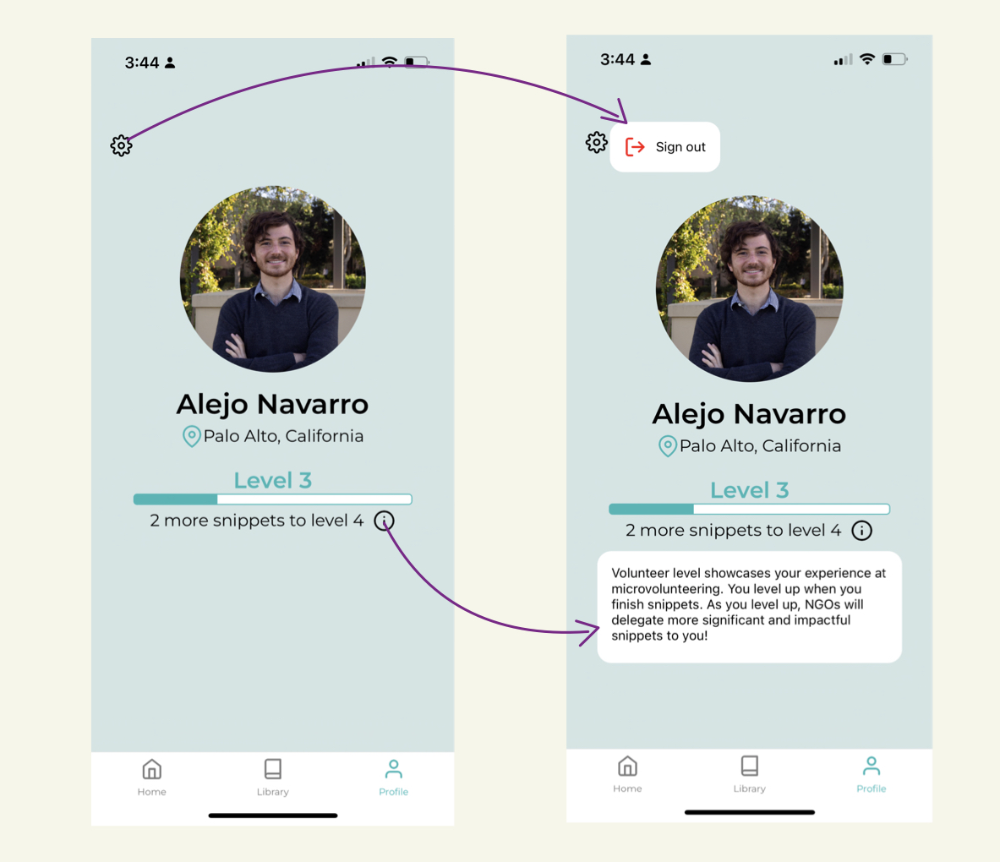 3:44
Alejo Navarro
Palo Alto, California
Level 3
2 more snippets to level 4
Home
Library
Profile
3:44
Sign out
Alejo Navarro
Palo Alto, California
Level 3
2 more snippets to level 4
Volunteer level showcases your experience at
microvolunteering. You level up when you
finish snippets. As you level up, NGOs will
delegate more significant and impactful
snippets to you!
Home
Library
Profile